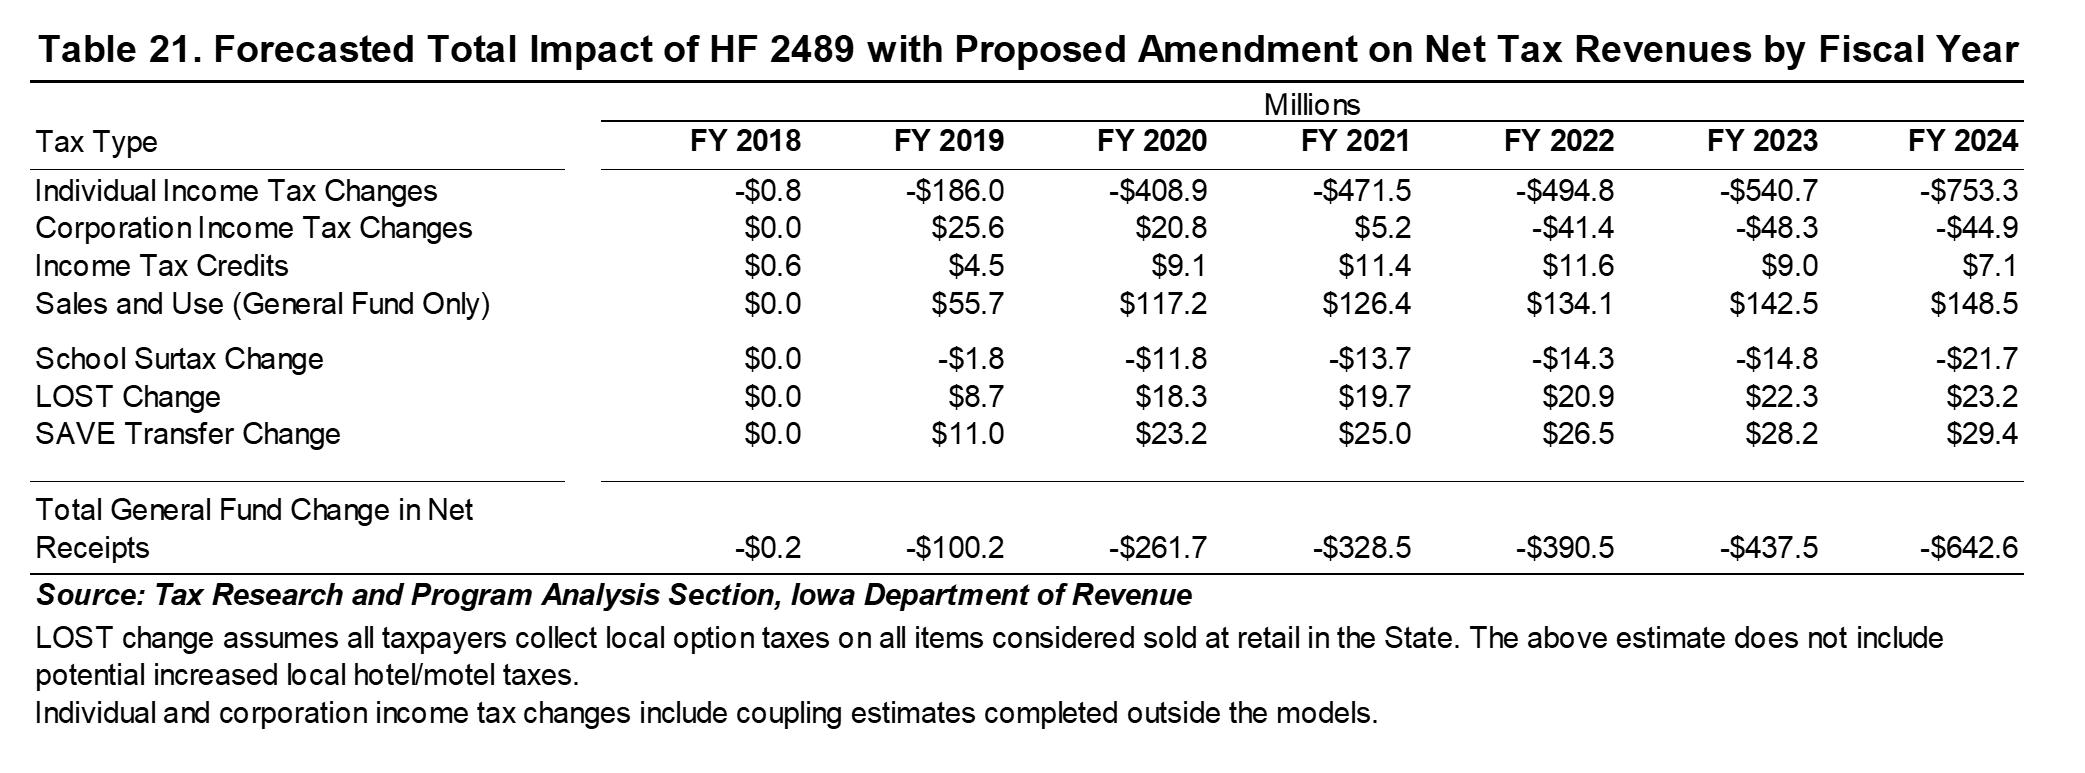 Table 21. Forecasted Total Impact of HF 2489 with Proposed Amendment on Net Tax Revenues by Fiscal Year
Millions
Tax Type FY 2018 FY 2019 FY 2020 FY 2021 FY 2022 FY 2023 FY 2024
Individual Income Tax Changes -$0.8 -$186.0 -$408.9 -$471.5 -$494.8 -$540.7 -$753.3
Corporation Income Tax Changes $0.0 $25.6 $20.8 $5.2 -$41.4 -$48.3 -$44.9
Income Tax Credits $0.6 $4.5 $9.1 $11.4 $11.6 $9.0 $7.1
Sales and Use (General Fund Only) $0.0 $55.7 $117.2 $126.4 $134.1 $142.5 $148.5
School Surtax Change $0.0 -$1.8 -$11.8 -$13.7 -$14.3 -$14.8 -$21.7
LOST Change $0.0 $8.7 $18.3 $19.7 $20.9 $22.3 $23.2
SAVE Transfer Change $0.0 $11.0 $23.2 $25.0 $26.5 $28.2 $29.4
Total General Fund Change in Net
Receipts -$0.2 -$100.2 -$261.7 -$328.5 -$390.5 -$437.5 -$642.6
Source: Tax Research and Program Analysis Section, Iowa Department of Revenue
LOST change assumes all taxpayers collect local option taxes on all items considered sold at retail in the State. The above estimate does not include
potential increased local hotel/motel taxes.
Individual and corporation income tax changes include coupling estimates completed outside the models.